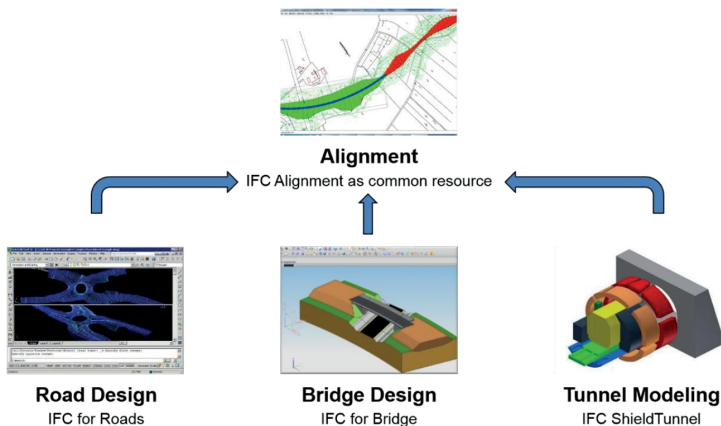 Alignment
IFC Alignment as common resource
Road Design
IFC for Roads
Bridge Design
IFC for Bridge
Tunnel Modeling
IFC ShieldTunnel